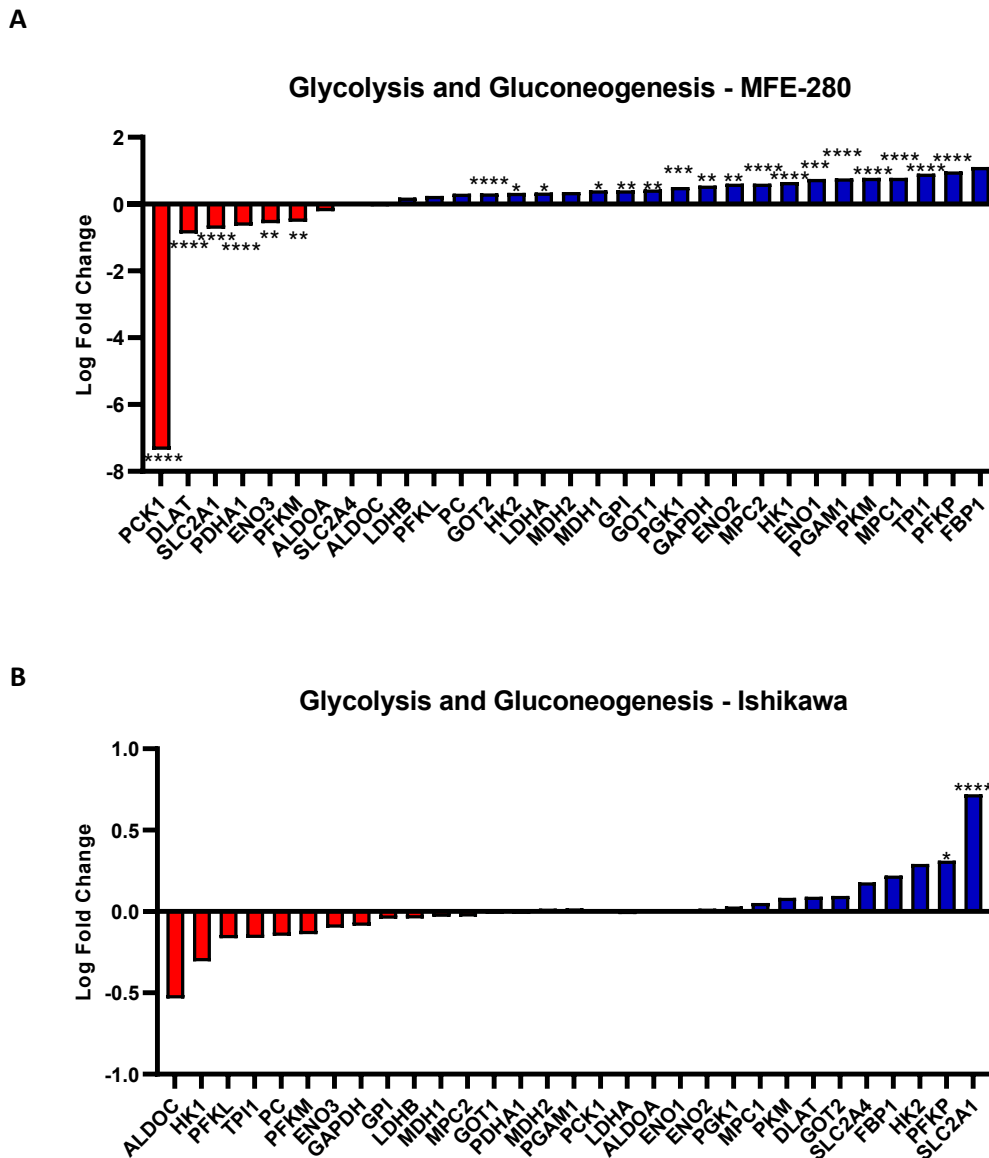 A
Glycolysis and Gluconeogenesis - MFE-280
Log Fold Change
2
0
-2
-4
-6
-8
**** **** **** **** ** ** **** * * * ** ** *** ** ** **** **** *** **** **** **** **** ****
PCK1 DLAT SLC2A1 PDHA1 ENO3 PFKM ALDOA SLC2A4 ALDOC LDHB PFKL PC GOT2 HK2 LDHA MDH2 MDH1 GPI GOT1 PGK1 GAPDH ENO2 MPC2 HK1 ENO1 PGAM1 PKM MPC1 TPI1 PFKP FBP1
B
Glycolysis and Gluconeogenesis - Ishikawa
Log Fold Change
1.0
0.5
0.0
-0.5
-1.0
* ****
ALDOC HK1 PFKL TPI1 PC PFKM ENO3 GAPDH GPI LDHB MDH1 MPC2 GOT1 PDHA1 MDH2 PGAM1 PCK1 LDHA ALDOA ENO1 ENO2 PGK1 MPC1 PKM DLAT GOT2 SLC2A4 FBP1 HK2 PFKP SLC2A1